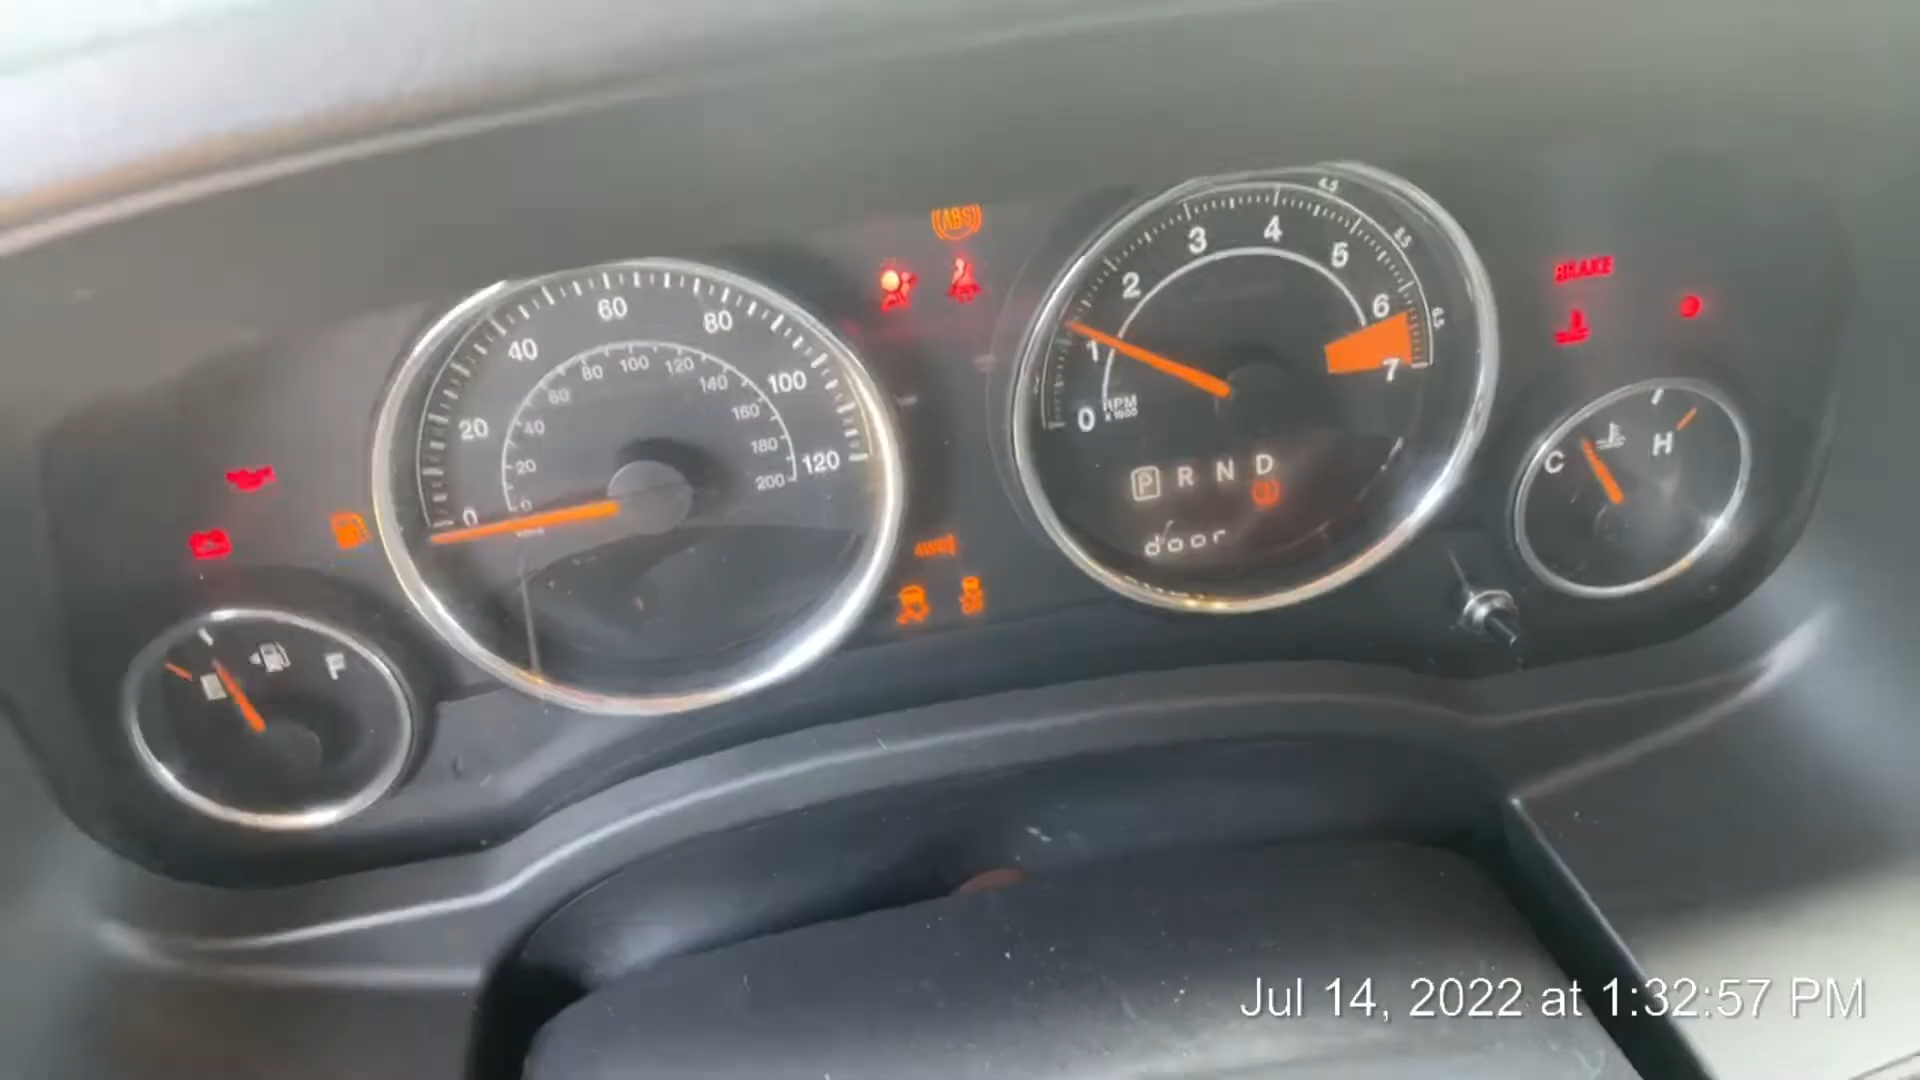 ABS
BRAKE
0 20 40 60 80 100 120
0 20 40 60 80 100 120 140 160 180 200
0 1 2 3 4 5 6 7
4.5 5.5 6.5
RPM
x 1000
P R N D
door
4WD!
C H
F
Jul 14, 2022 at 1:32:57 PM